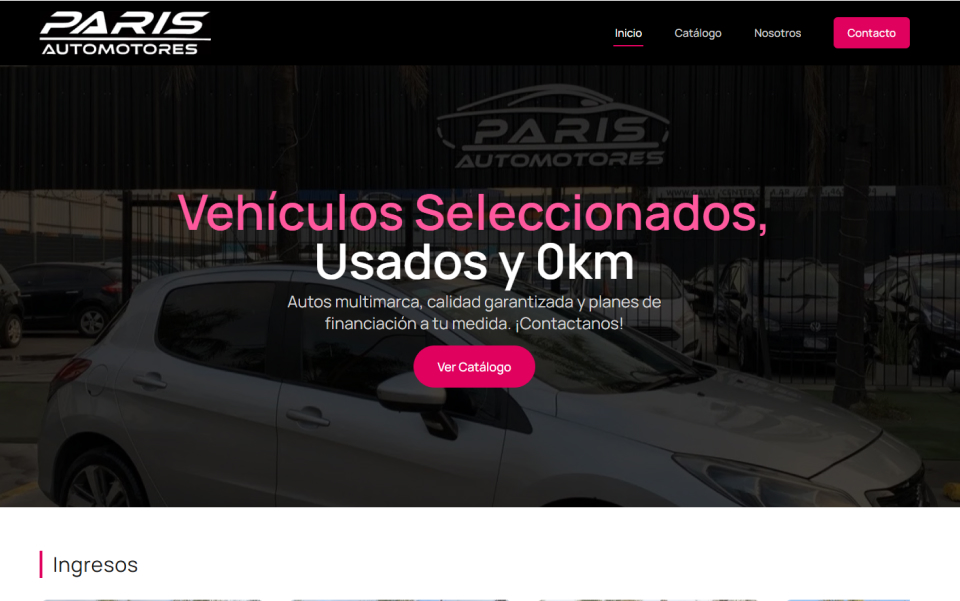 PARIS
AUTOMOTORES
Inicio
Catálogo
Nosotros
Contacto
PARIS
AUTOMOTORES
Vehículos Seleccionados,
Usados y 0km
Autos multimarca, calidad garantizada y planes de
financiación a tu medida. ¡Contactanos!
Ver Catálogo
Ingresos